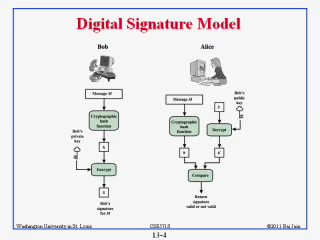 Digital Signature Model
Bob
Alice
Message M
Cryptographic
hash
function
Bob's
private
key
h
Encrypt
S
Bob's
signature
for M
Message M
S
Bob's
public
key
Cryptographic
hash
function
Decrypt
h
h'
Compare
Return
signature
valid or not valid
Washington University in St. Louis
CSE571S
©2011 Raj Jain
13-4